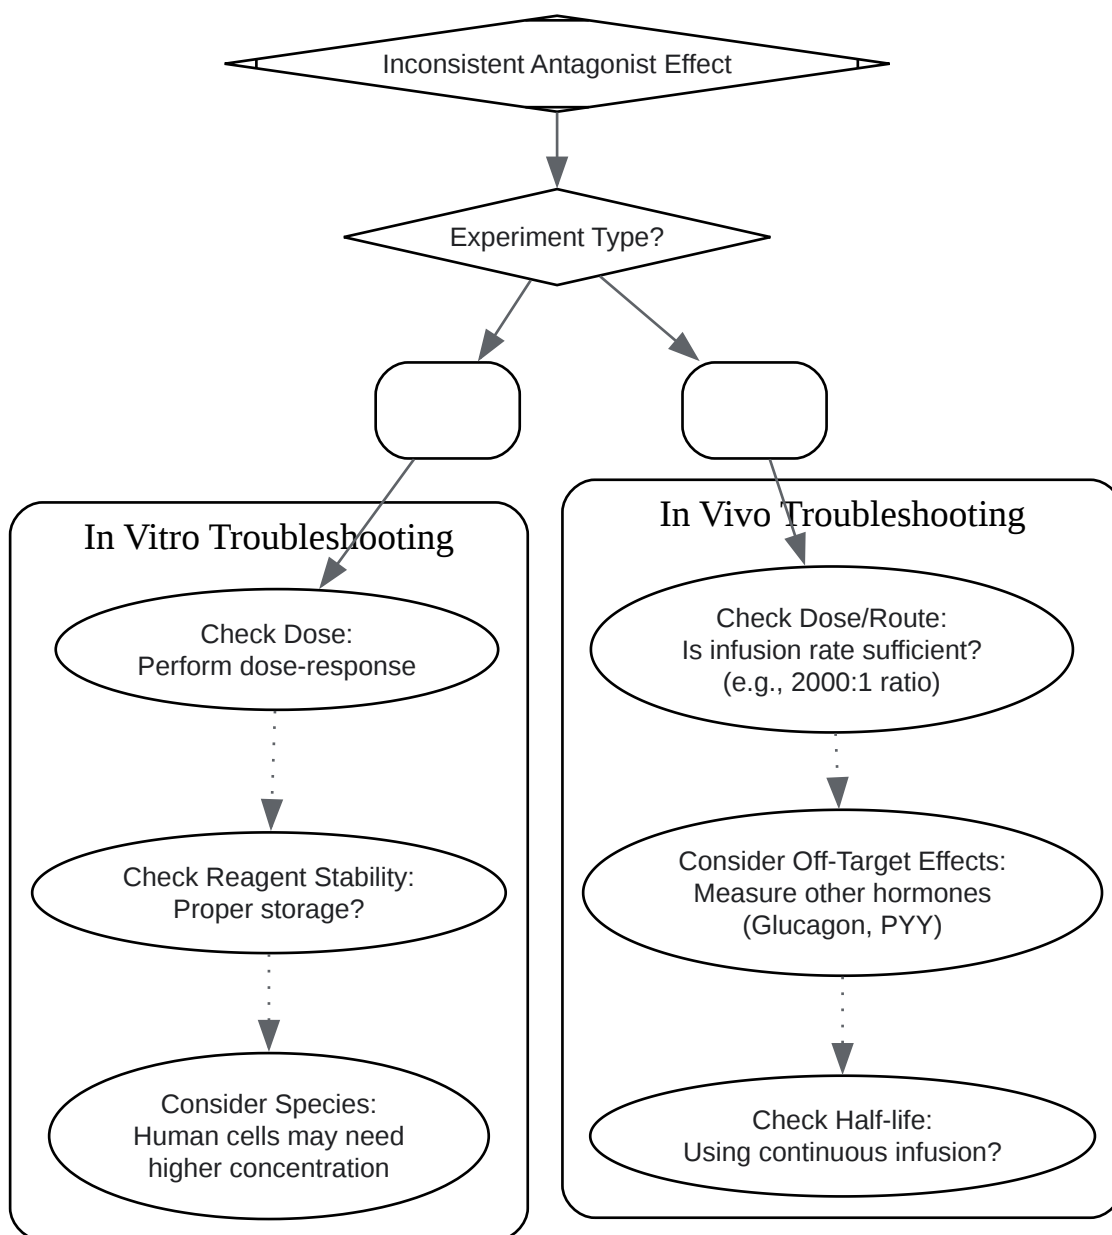 Inconsistent Antagonist Effect
Experiment Type?
In Vitro Troubleshooting
Check Dose:
Perform dose-response
Check Reagent Stability:
Proper storage?
Consider Species:
Human cells may need
higher concentration
In Vivo Troubleshooting
Check Dose/Route:
Is infusion rate sufficient?
(e.g., 2000:1 ratio)
Consider Off-Target Effects:
Measure other hormones
(Glucagon, PYY)
Check Half-life:
Using continuous infusion?